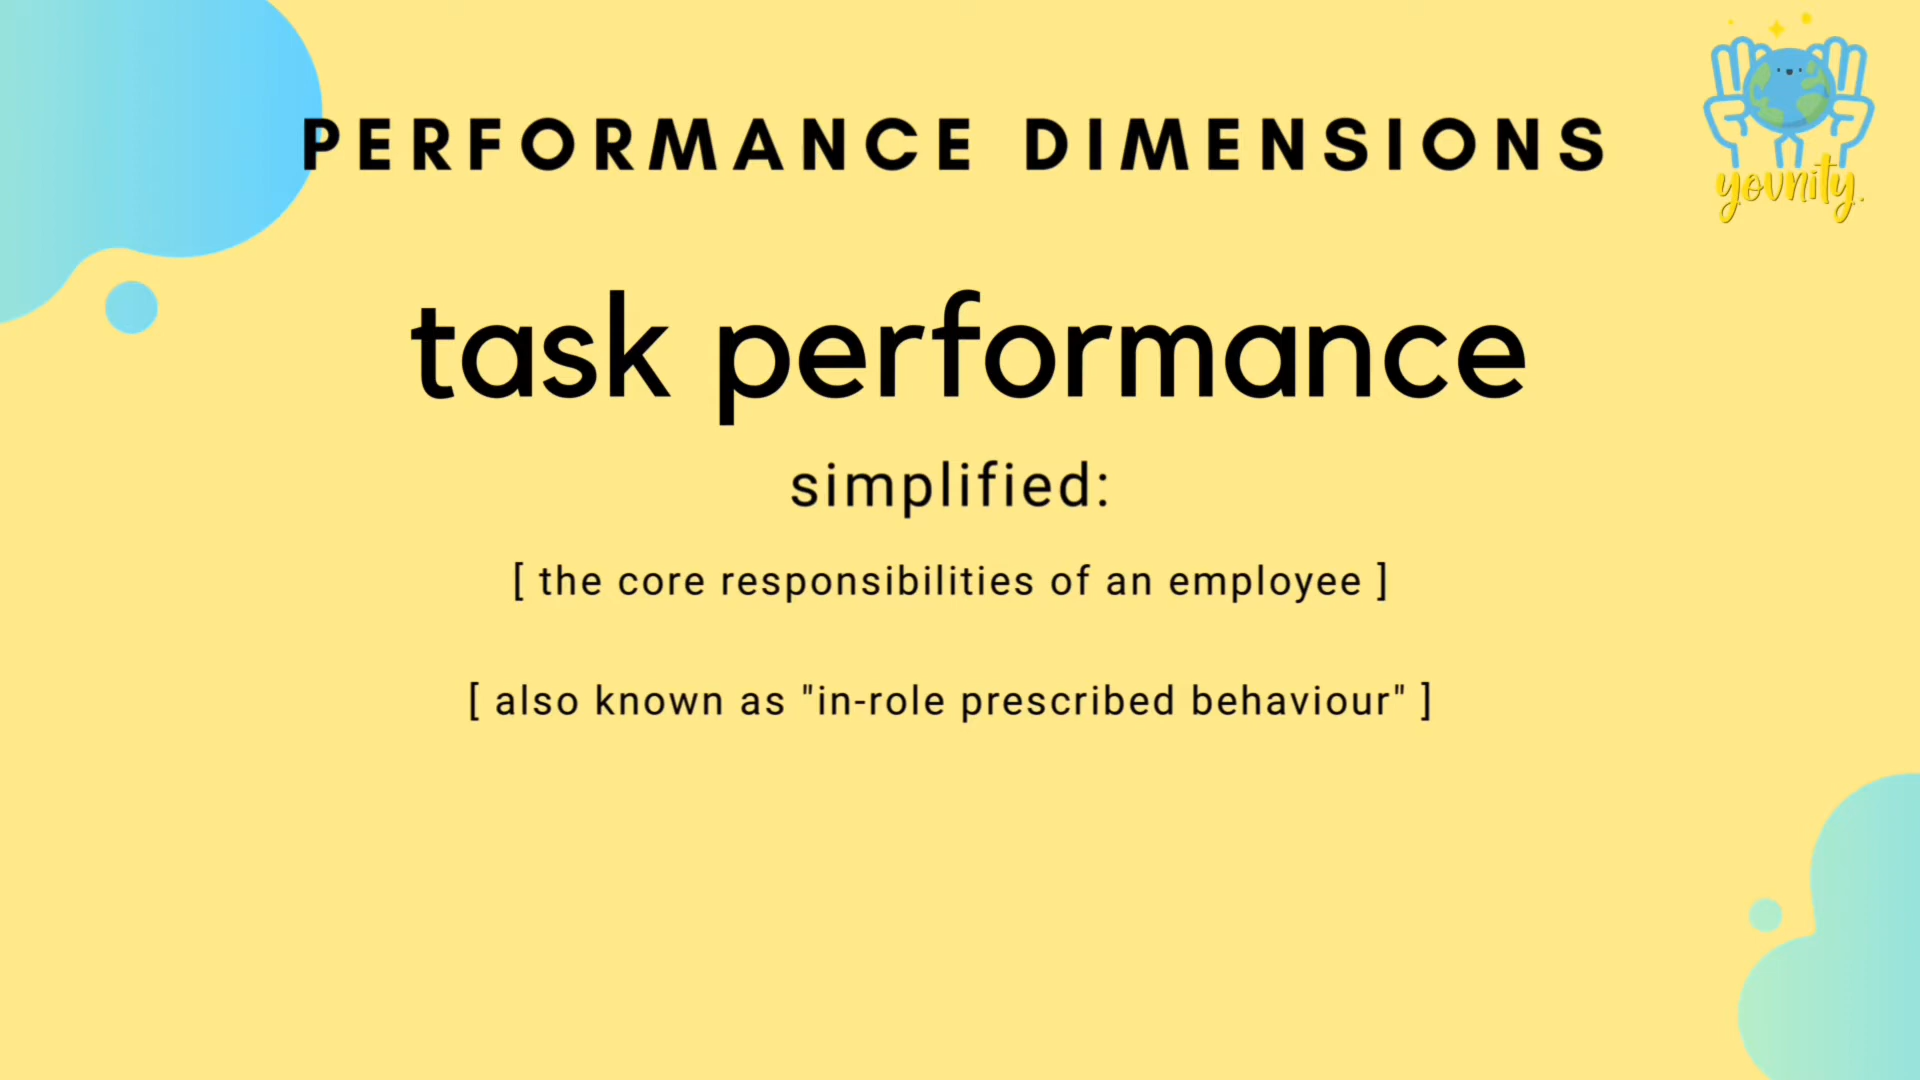 PERFORMANCE DIMENSIONS
younity.
task performance
simplified:
[ the core responsibilities of an employee ]
[ also known as "in-role prescribed behaviour" ]